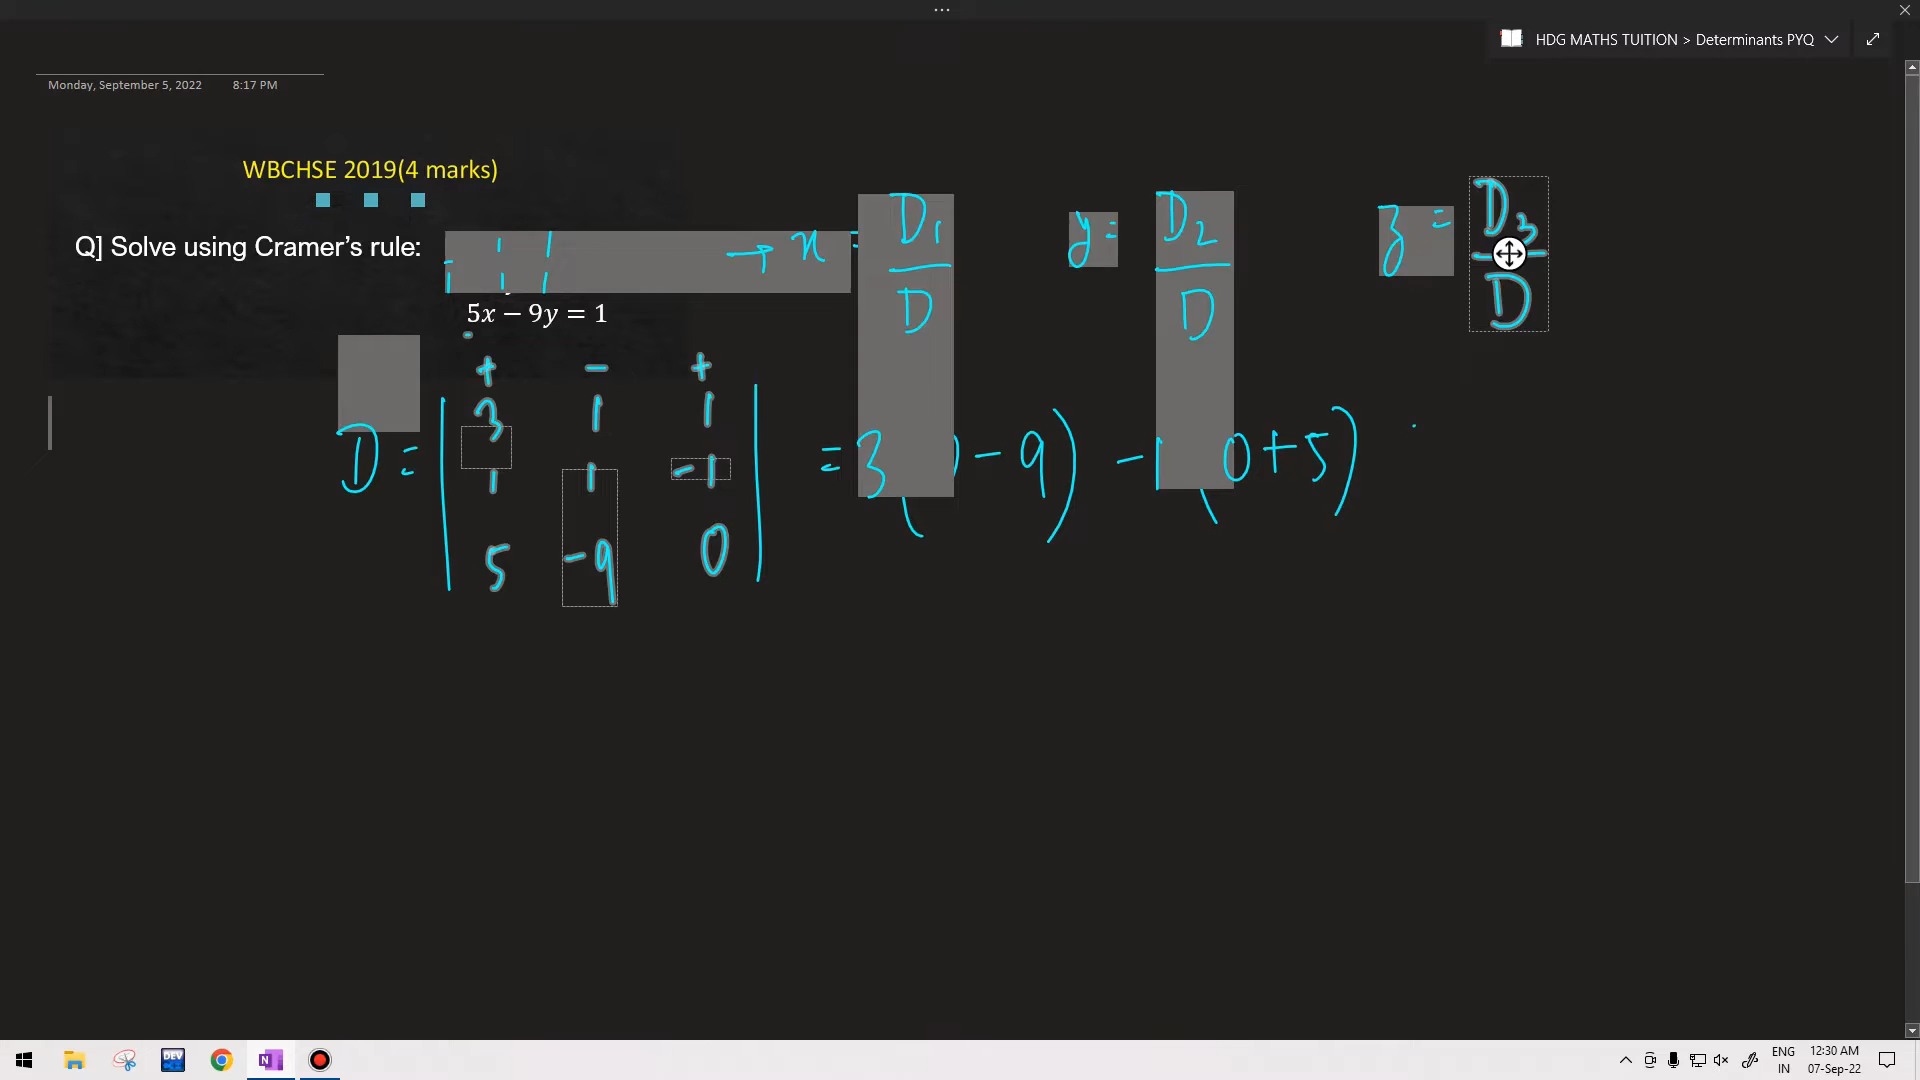 HDG MATHS TUITION > Determinants PYQ
Monday, September 5, 2022 8:17 PM
WBCHSE 2019(4 marks)
Q] Solve using Cramer's rule:
→ x = D₁/D y = D₂/D z = D₃/D
5x − 9y = 1
+ − +
3 1 1
D = 1 1 -1 = 3( - 9) - 1(0+5)
5 -9 0
DEV
N
ENG
IN
12:30 AM
07-Sep-22